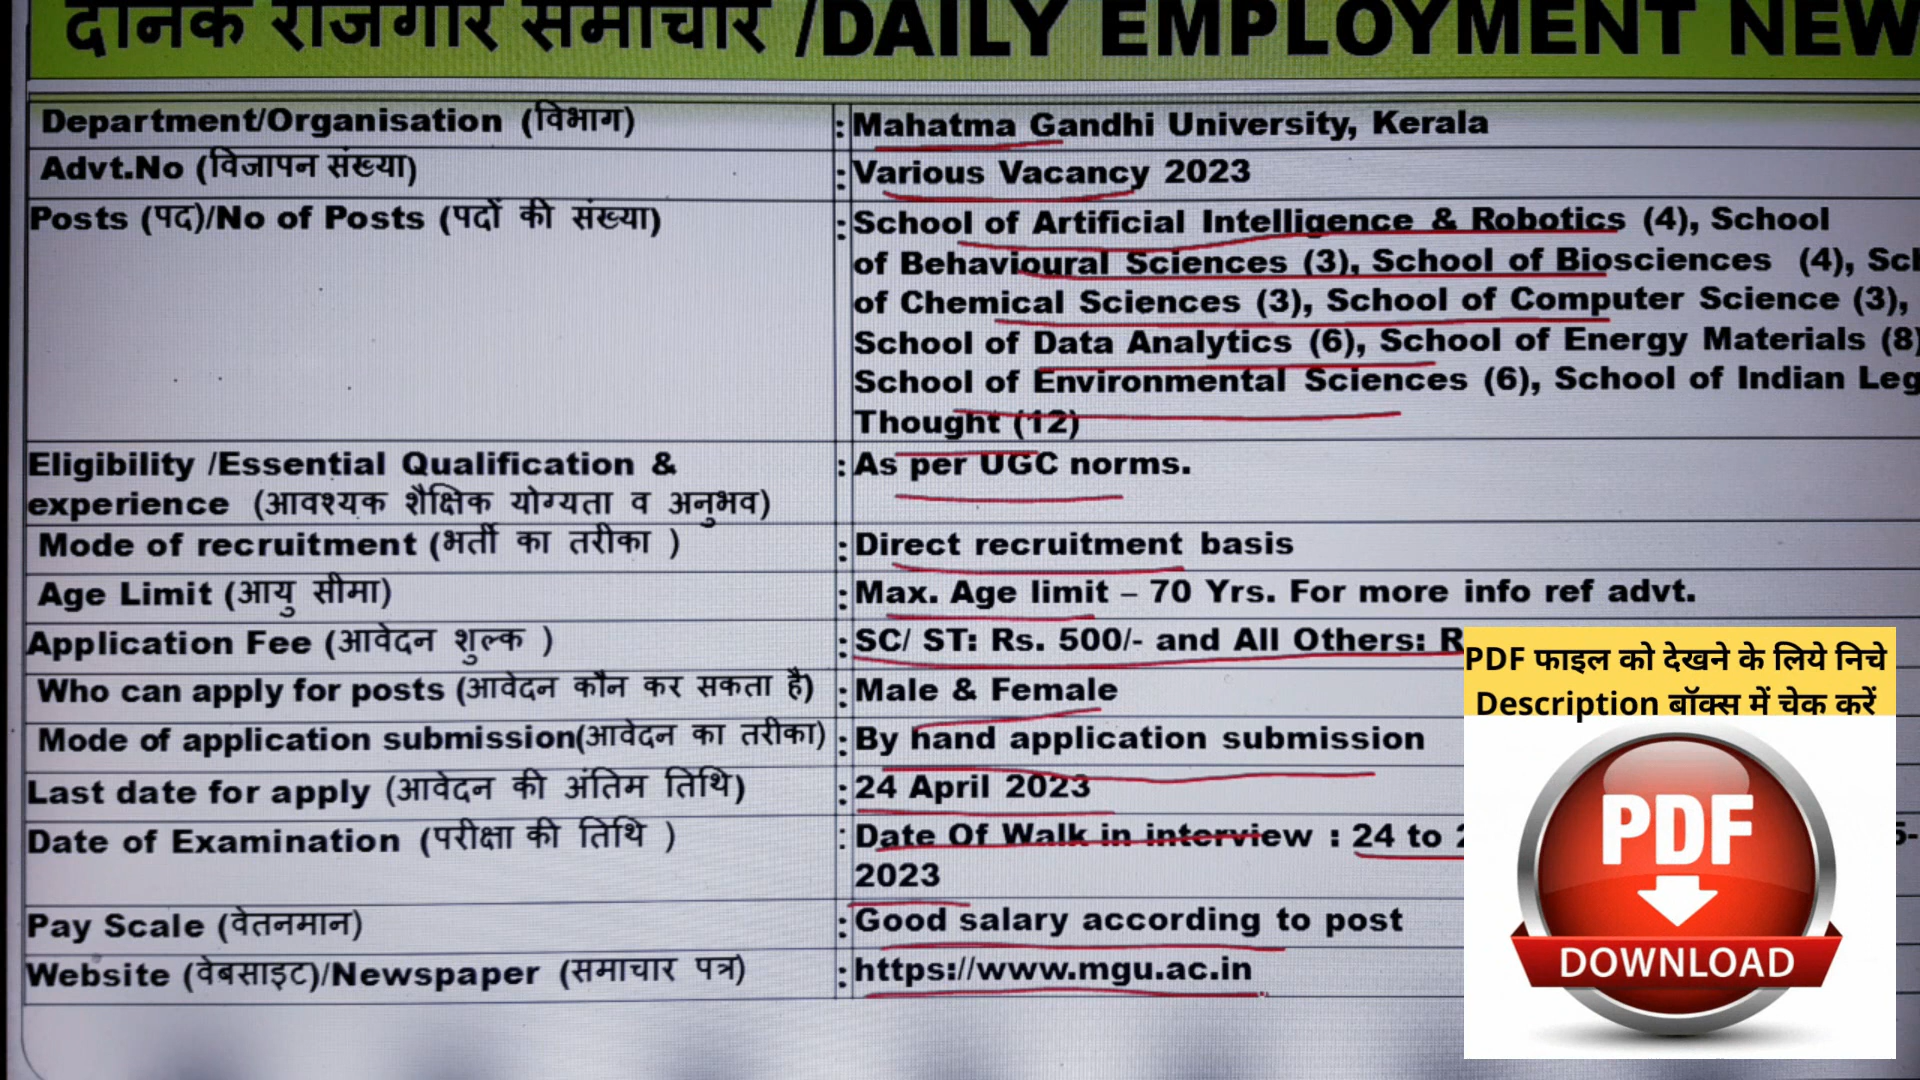 दैनिक रोजगार समाचार /DAILY EMPLOYMENT NEW
Department/Organisation (विभाग) : Mahatma Gandhi University, Kerala
Advt.No (विजापन संख्या) : Various Vacancy 2023
Posts (पद)/No of Posts (पदों की संख्या) : School of Artificial Intelligence & Robotics (4), School
of Behavioural Sciences (3), School of Biosciences (4),
of Chemical Sciences (3), School of Computer Science (3),
School of Data Analytics (6), School of Energy Materials (8)
School of Environmental Sciences (6), School of Indian Leg
Thought (12)
Eligibility /Essential Qualification & : As per UGC norms.
experience (आवश्यक शैक्षिक योग्यता व अनुभव)
Mode of recruitment (भर्ती का तरीका ) : Direct recruitment basis
Age Limit (आयु सीमा) : Max. Age limit – 70 Yrs. For more info ref advt.
Application Fee (आवेदन शुल्क ) : SC/ ST: Rs. 500/- and All Others: R
Who can apply for posts (आवेदन कौन कर सकता है) : Male & Female
Mode of application submission(आवेदन का तरीका) : By hand application submission
Last date for apply (आवेदन की अंतिम तिथि) : 24 April 2023
Date of Examination (परीक्षा की तिथि ) : Date Of Walk in interview : 24 to
2023
Pay Scale (वेतनमान) : Good salary according to post
Website (वेबसाइट)/Newspaper (समाचार पत्र) : https://www.mgu.ac.in
PDF फाइल को देखने के लिये निचे
Description बॉक्स में चेक करें
PDF
DOWNLOAD